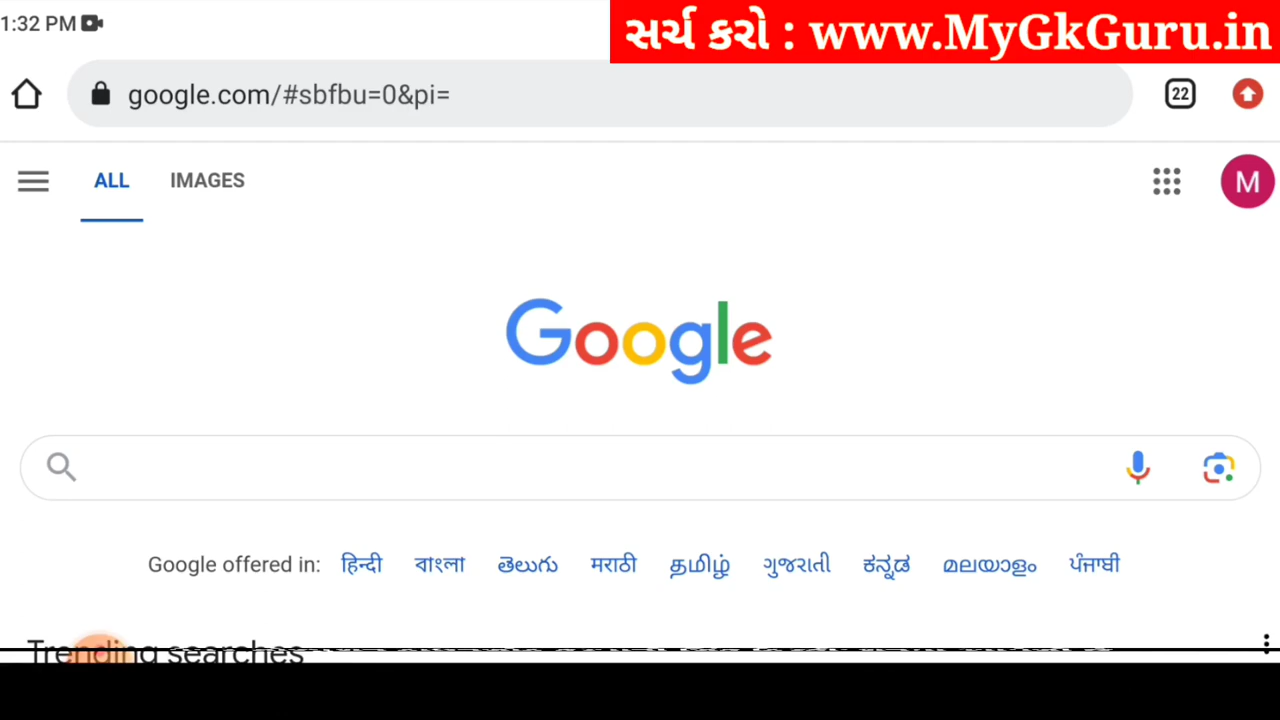 1:32 PM
સર્ચ કરો : www.MyGkGuru.in
google.com/#sbfbu=0&pi=
22
ALL IMAGES
M
Google
Google offered in: हिन्दी বাংলা తెలుగు मराठी தமிழ் ગુજરાતી ಕನ್ನಡ മലയാളം ਪੰਜਾਬੀ
Trending searches